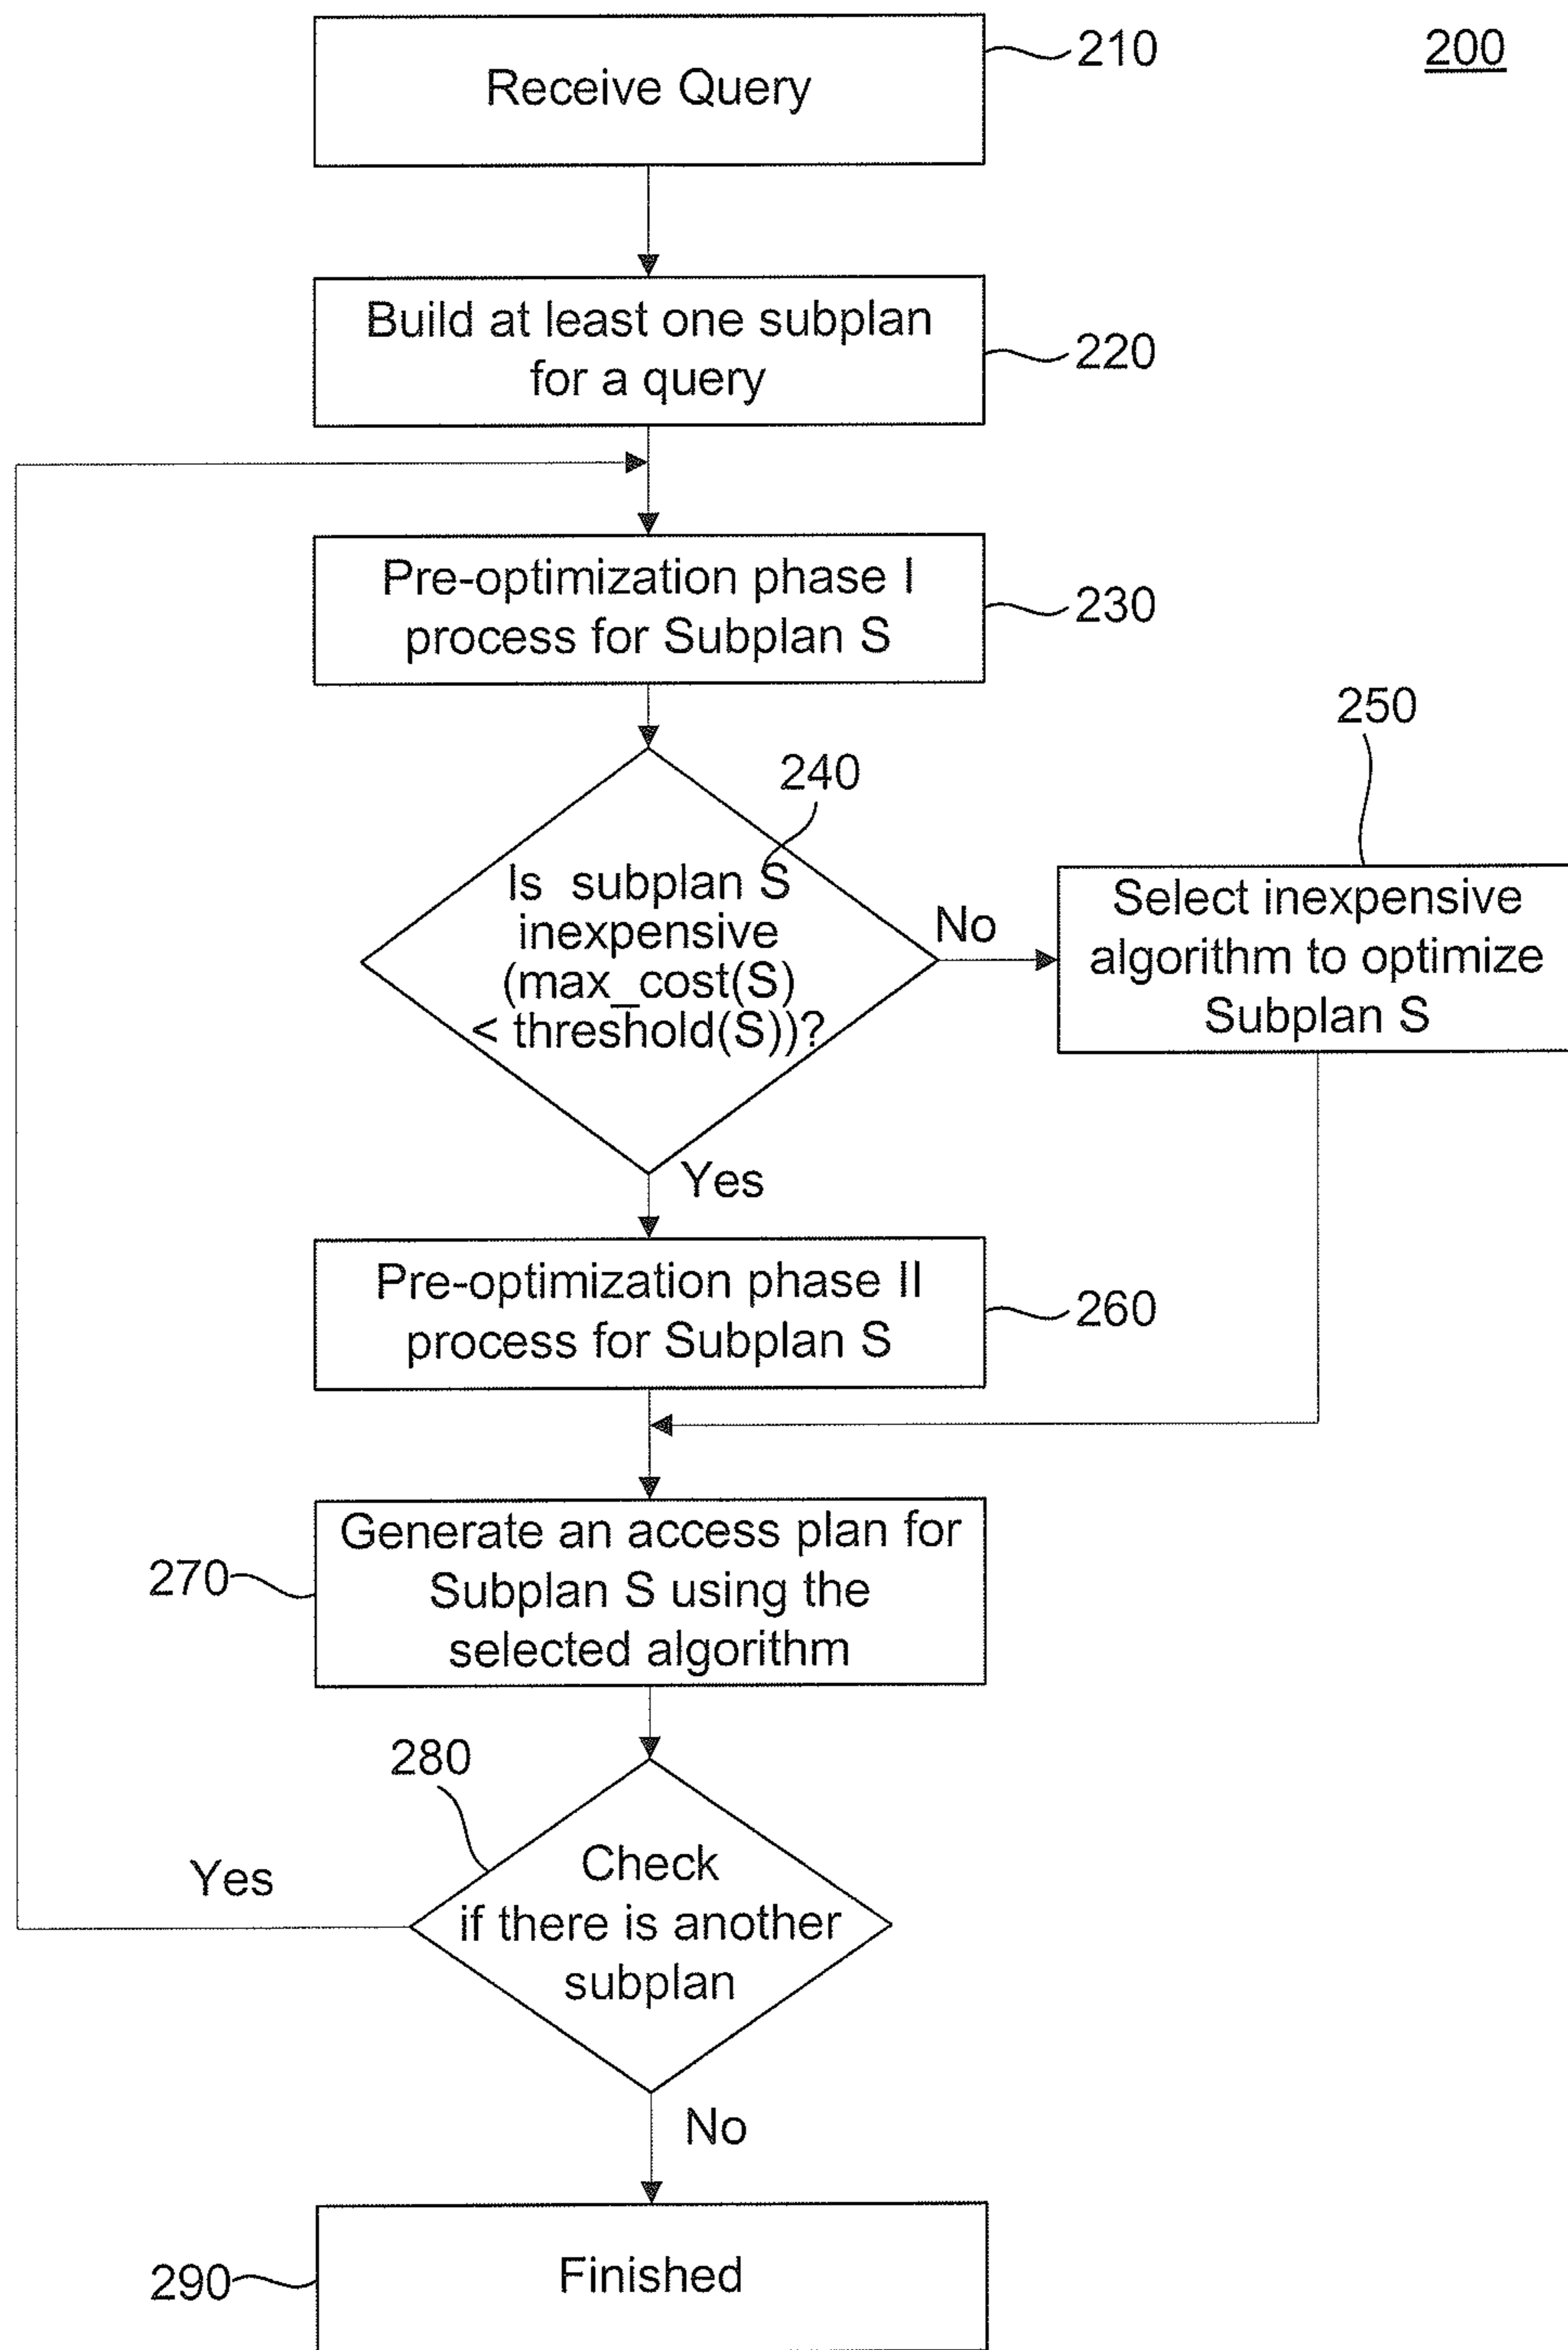 200
Receive Query
210
Build at least one subplan
for a query
220
Pre-optimization phase I
process for Subplan S
230
240
Is subplan S
inexpensive
(max_cost(S)
< threshold(S))?
No
Yes
250
Select inexpensive
algorithm to optimize
Subplan S
Pre-optimization phase II
process for Subplan S
260
Generate an access plan for
Subplan S using the
selected algorithm
270
280
Check
if there is another
subplan
Yes
No
Finished
290